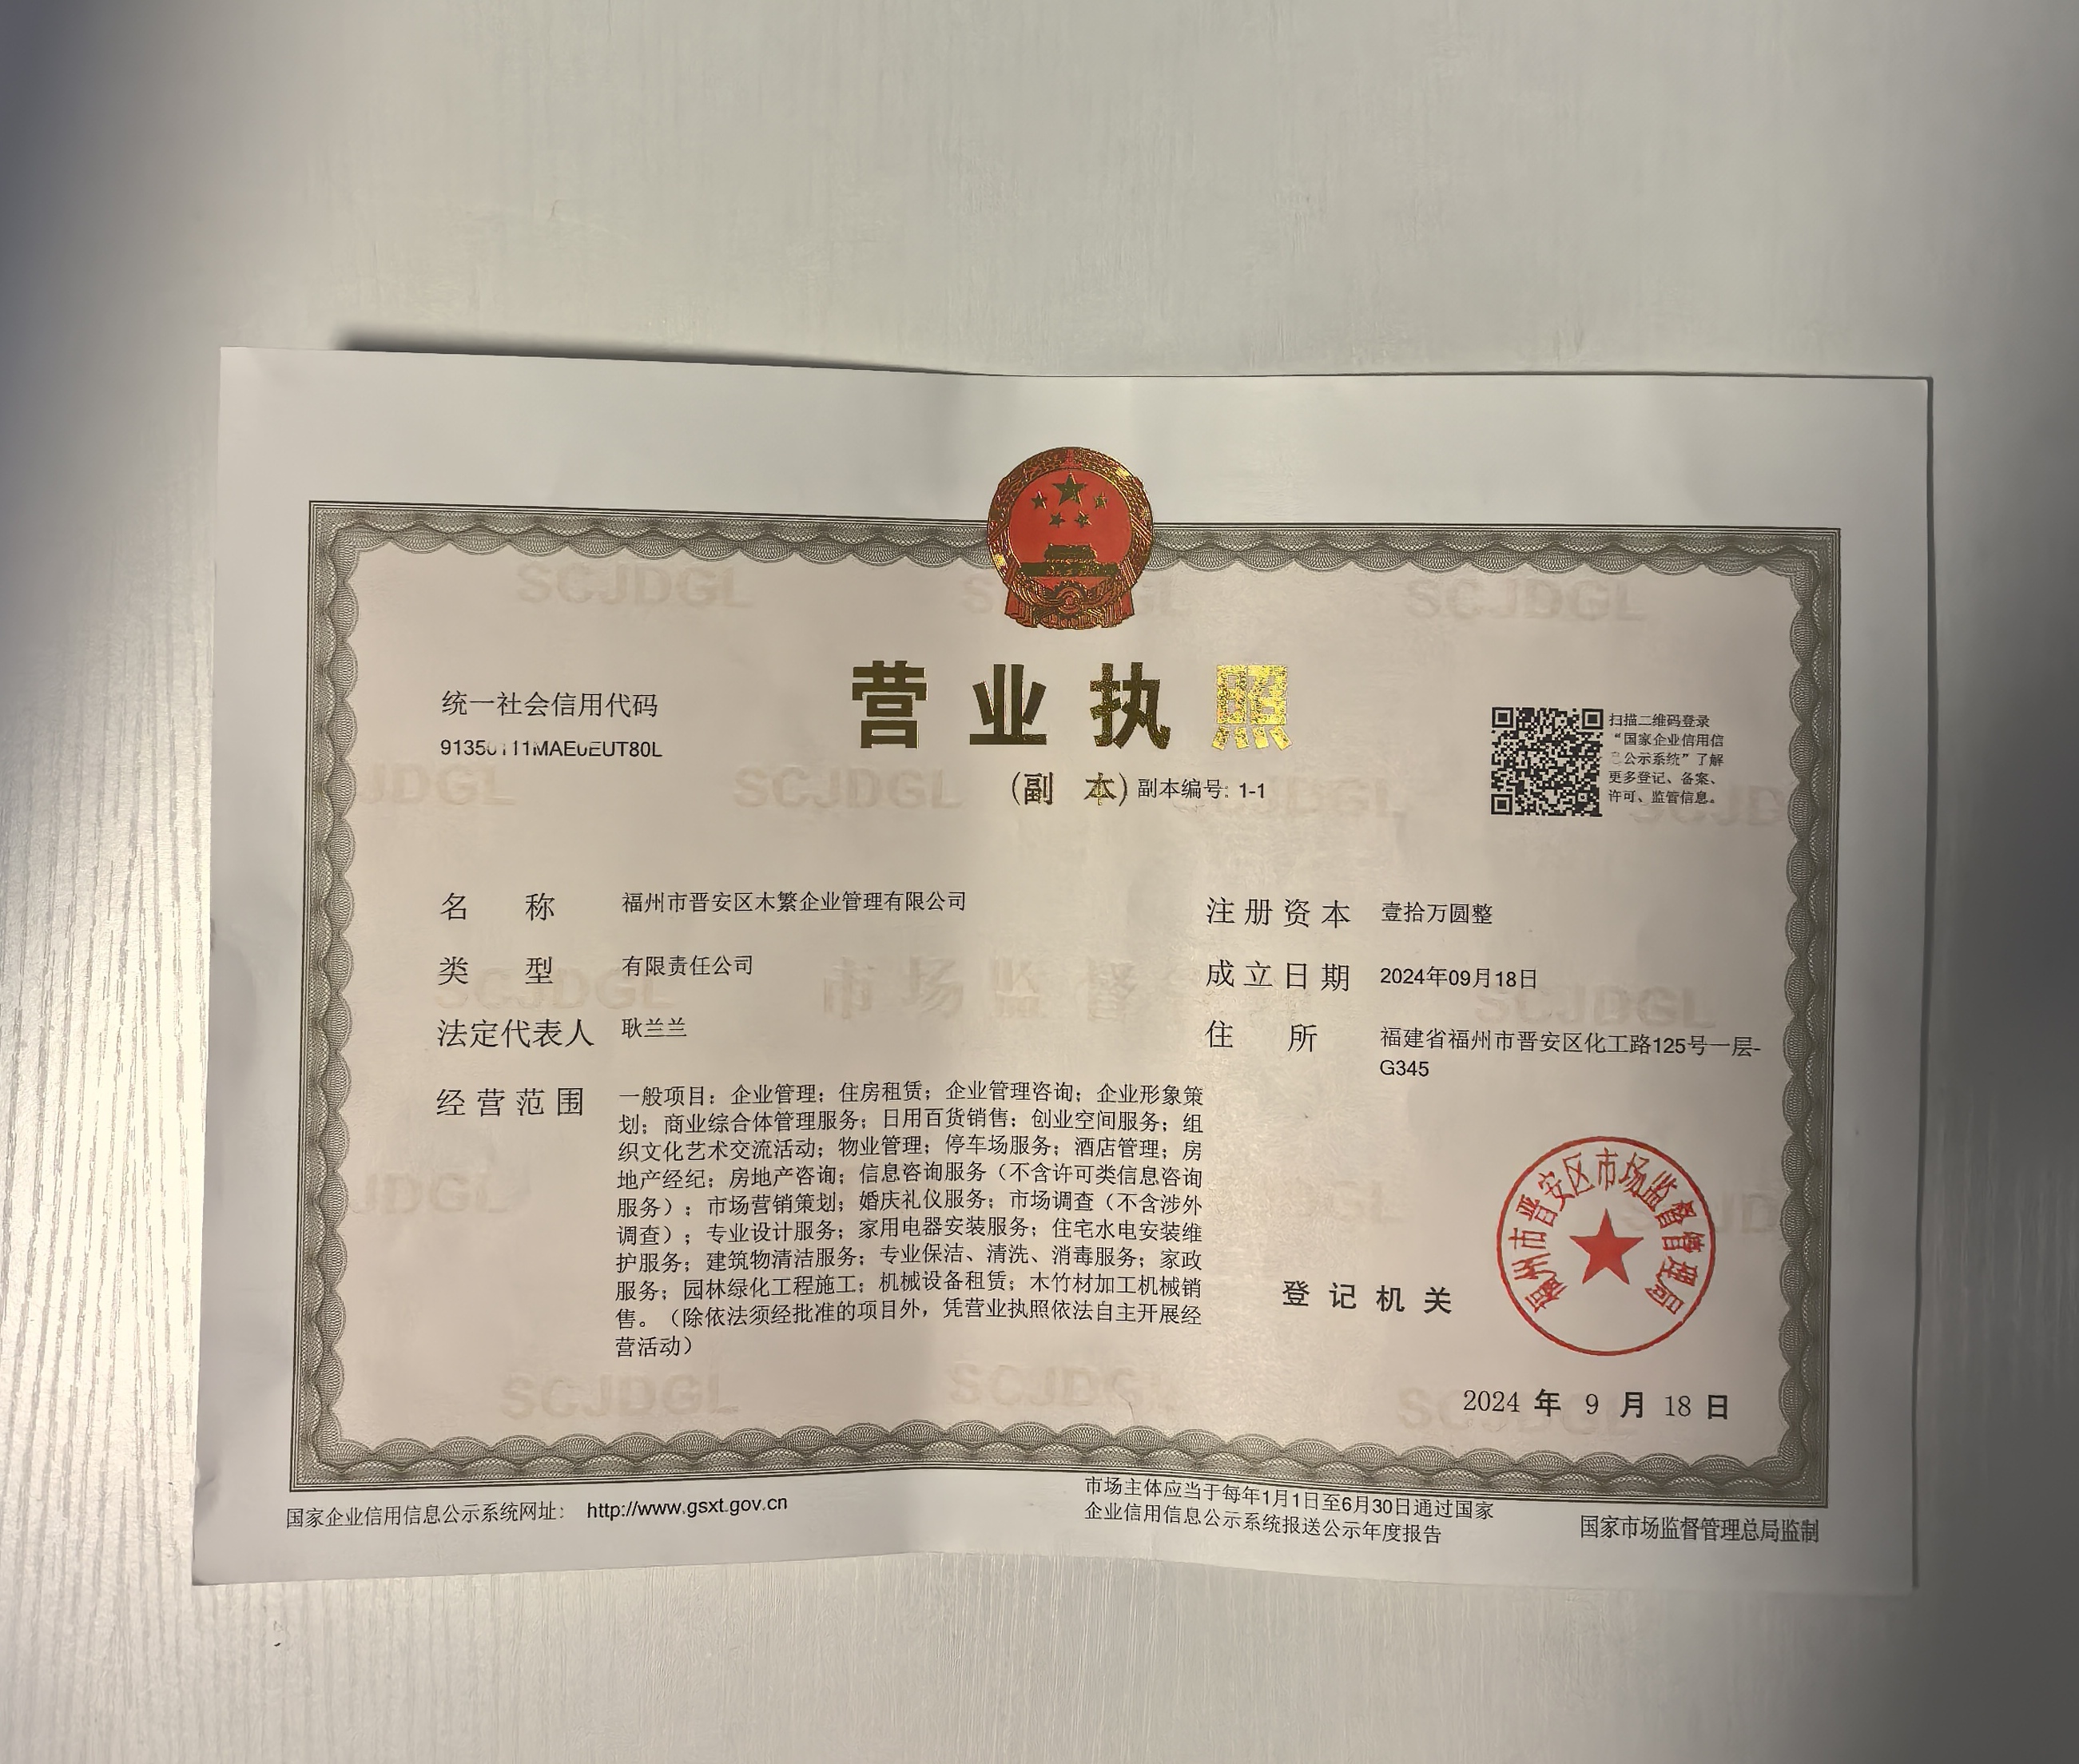 营业执照
(副 本) 副本编号: 1-1
统一社会信用代码
扫描二维码登录
“国家企业信用信
息公示系统”了解
更多登记、备案、
许可、监管信息。
名 称 福州市晋安区木繁企业管理有限公司
类 型 有限责任公司
法定代表人 耿兰兰
经营范围 一般项目：企业管理；住房租赁；企业管理咨询；企业形象策
划；商业综合体管理服务；日用百货销售；创业空间服务；组
织文化艺术交流活动；物业管理；停车场服务；酒店管理；房
地产经纪；房地产咨询；信息咨询服务（不含许可类信息咨询
服务）；市场营销策划；婚庆礼仪服务；市场调查（不含涉外
调查）；专业设计服务；家用电器安装服务；住宅水电安装维
护服务；建筑物清洁服务；专业保洁、清洗、消毒服务；家政
服务；园林绿化工程施工；机械设备租赁；木竹材加工机械销
售。（除依法须经批准的项目外，凭营业执照依法自主开展经
营活动）
注册资本 壹拾万圆整
成立日期 2024年09月18日
住 所 福建省福州市晋安区化工路125号一层-
G345
登记机关
福州市晋安区市场监督管理局
2024 年 9 月 18 日
国家企业信用信息公示系统网址： http://www.gsxt.gov.cn
市场主体应当于每年1月1日至6月30日通过国家
企业信用信息公示系统报送公示年度报告
国家市场监督管理总局监制
SCJDGL
市场监督